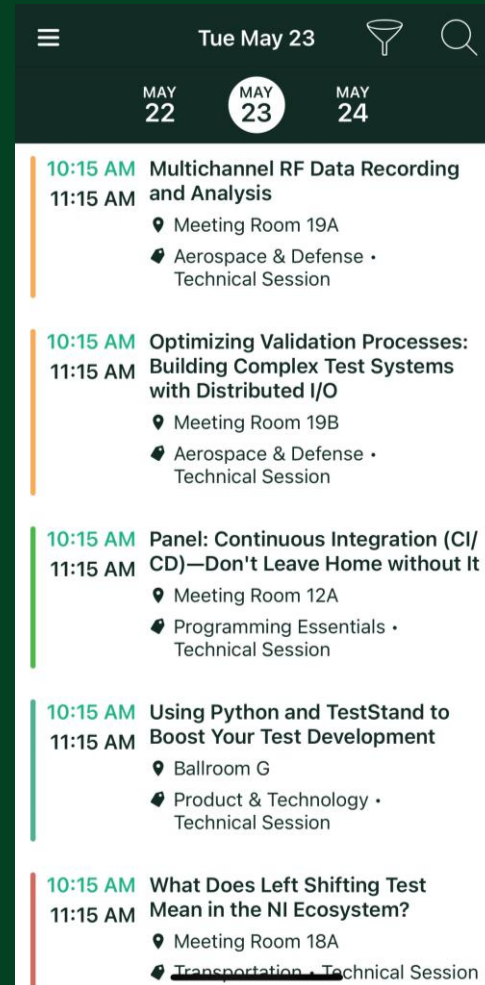 Tue May 23
MAY
22
MAY
23
MAY
24
10:15 AM
11:15 AM
Multichannel RF Data Recording
and Analysis
Meeting Room 19A
Aerospace & Defense •
Technical Session
10:15 AM
11:15 AM
Optimizing Validation Processes:
Building Complex Test Systems
with Distributed I/O
Meeting Room 19B
Aerospace & Defense •
Technical Session
10:15 AM
11:15 AM
Panel: Continuous Integration (CI/
CD)—Don't Leave Home without It
Meeting Room 12A
Programming Essentials •
Technical Session
10:15 AM
11:15 AM
Using Python and TestStand to
Boost Your Test Development
Ballroom G
Product & Technology •
Technical Session
10:15 AM
11:15 AM
What Does Left Shifting Test
Mean in the NI Ecosystem?
Meeting Room 18A
Transportation • Technical Session